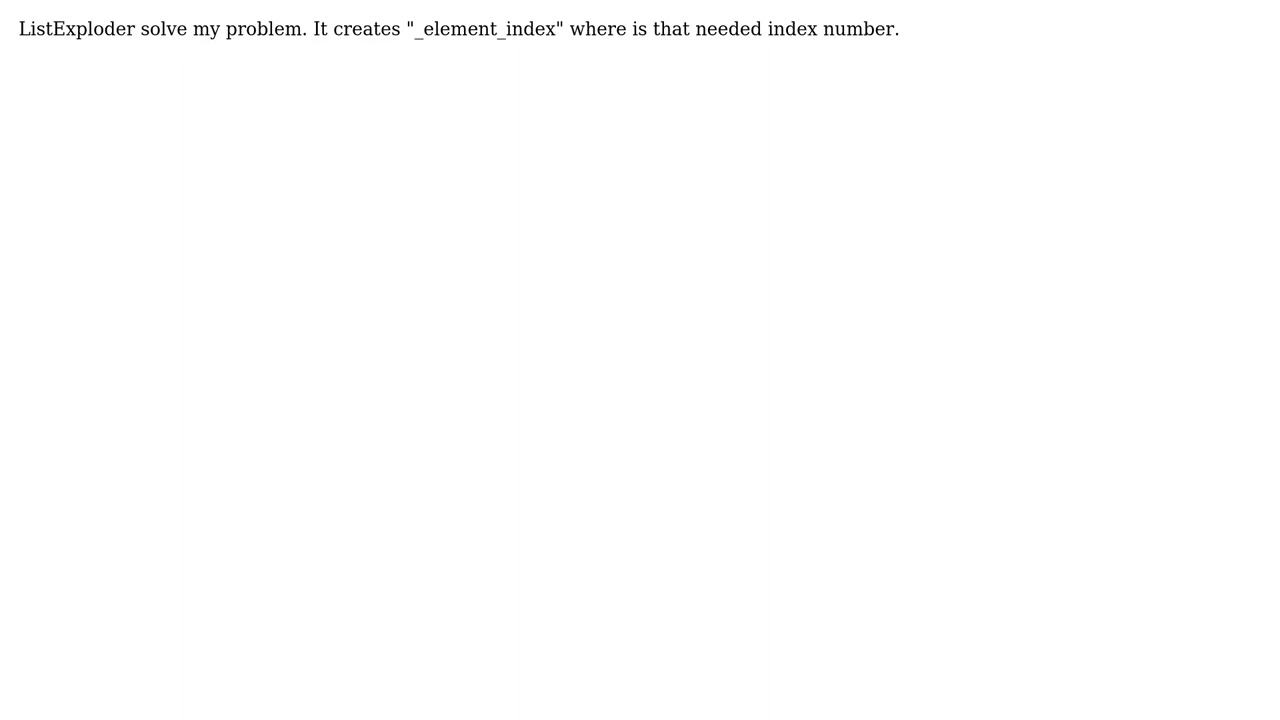 ListExploder solve my problem. It creates "_element_index" where is that needed index number.